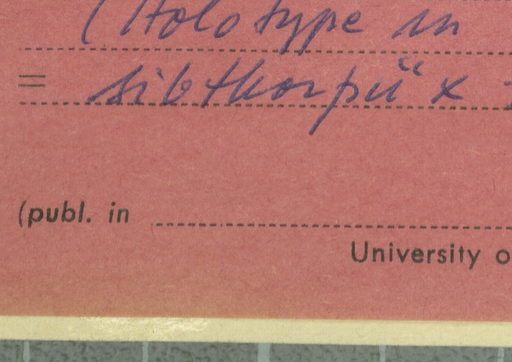 (Holotype in
= sibthorpii" x
(publ. in
University o